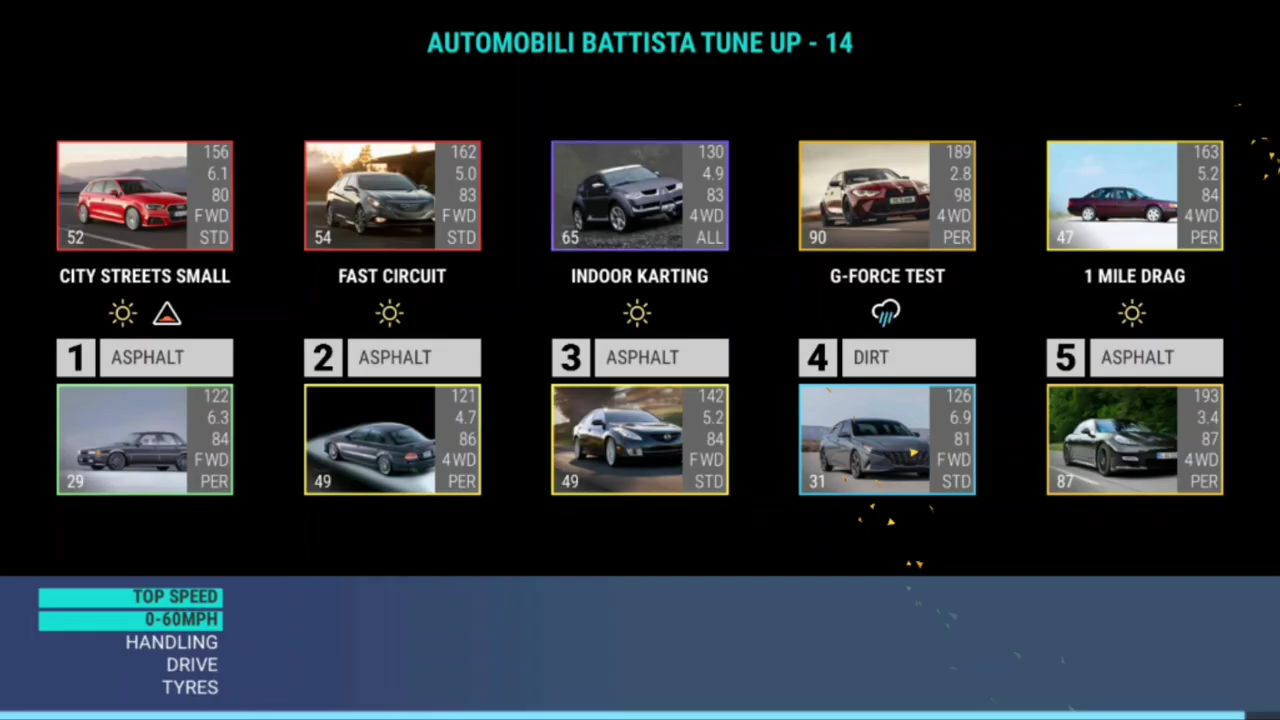 AUTOMOBILI BATTISTA TUNE UP - 14
156
6.1
80
FWD
STD
52
162
5.0
83
FWD
STD
54
130
4.9
83
4WD
ALL
65
189
2.8
98
4WD
PER
90
163
5.2
84
4WD
PER
47
CITY STREETS SMALL
FAST CIRCUIT
INDOOR KARTING
G-FORCE TEST
1 MILE DRAG
1 ASPHALT
2 ASPHALT
3 ASPHALT
4 DIRT
5 ASPHALT
122
6.3
84
FWD
PER
29
121
4.7
86
4WD
PER
49
142
5.2
84
FWD
STD
49
126
6.9
81
FWD
STD
31
193
3.4
87
4WD
PER
87
TOP SPEED
0-60MPH
HANDLING
DRIVE
TYRES